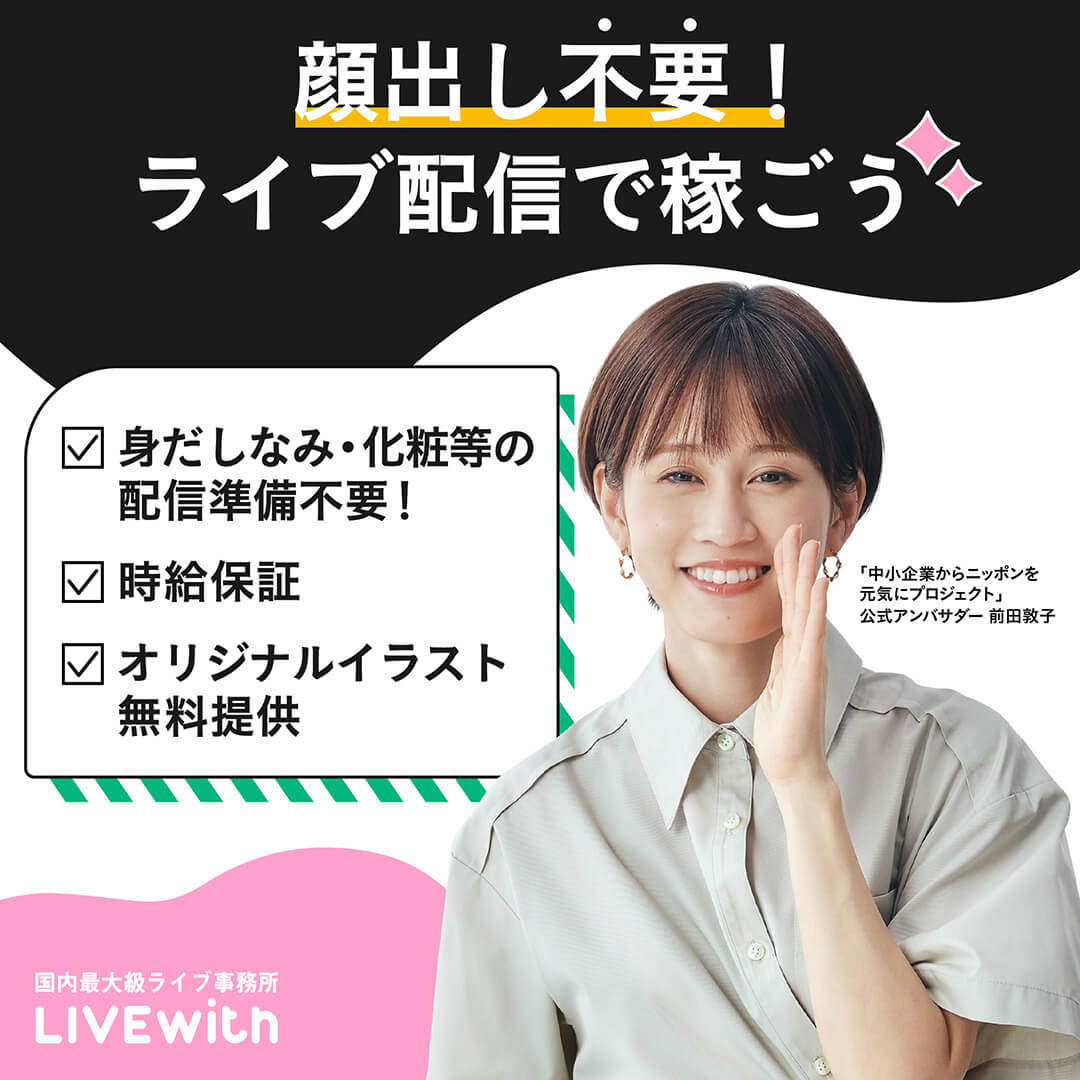 顔出し不要!
ライブ配信で稼ごう
身だしなみ・化粧等の
配信準備不要!
時給保証
オリジナルイラスト
無料提供
「中小企業からニッポンを
元気にプロジェクト」
公式アンバサダー 前田敦子
国内最大級ライブ事務所
LIVEwith